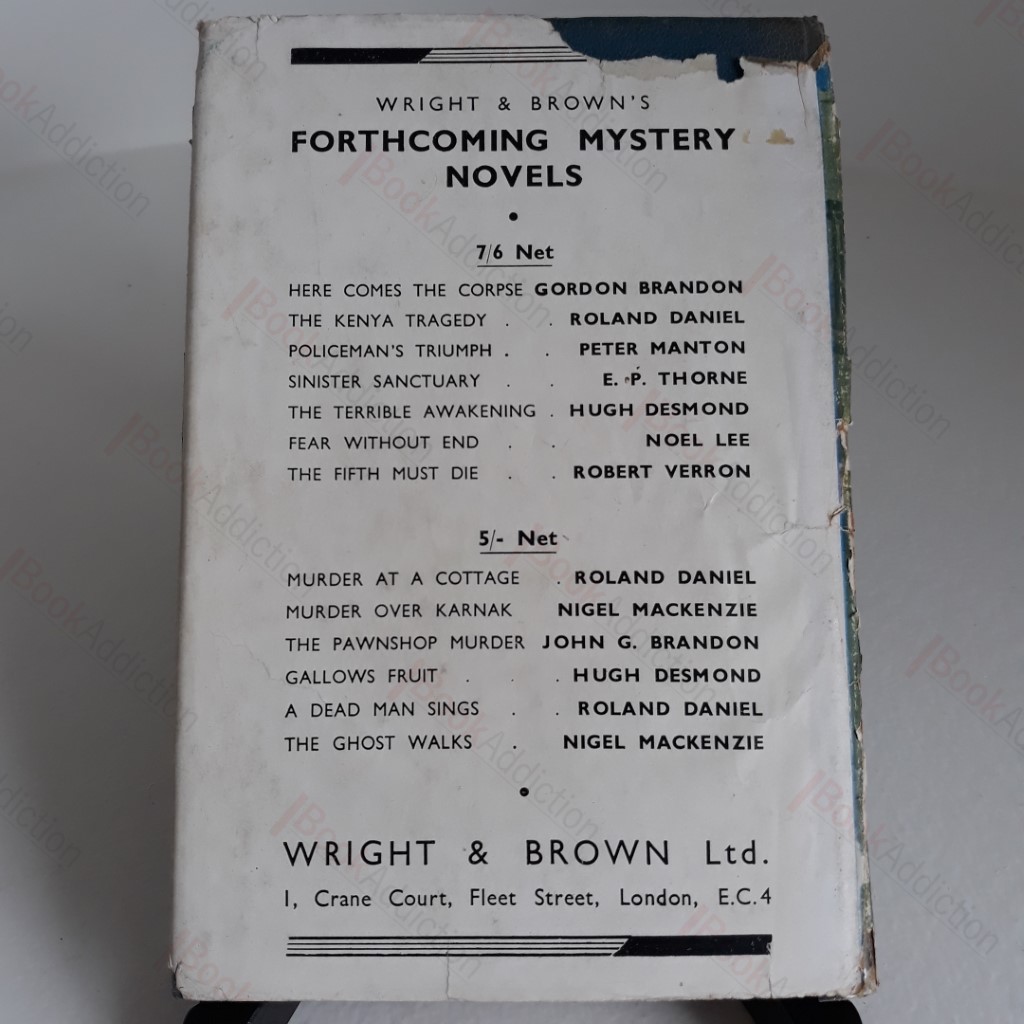 WRIGHT & BROWN'S
FORTHCOMING MYSTERY
NOVELS
7/6 Net
HERE COMES THE CORPSE GORDON BRANDON
THE KENYA TRAGEDY . . ROLAND DANIEL
POLICEMAN'S TRIUMPH . . PETER MANTON
SINISTER SANCTUARY . . E. P. THORNE
THE TERRIBLE AWAKENING . HUGH DESMOND
FEAR WITHOUT END . . NOEL LEE
THE FIFTH MUST DIE . . ROBERT VERRON
5/- Net
MURDER AT A COTTAGE . ROLAND DANIEL
MURDER OVER KARNAK NIGEL MACKENZIE
THE PAWNSHOP MURDER JOHN G. BRANDON
GALLOWS FRUIT . . . HUGH DESMOND
A DEAD MAN SINGS . . ROLAND DANIEL
THE GHOST WALKS . NIGEL MACKENZIE
WRIGHT & BROWN Ltd.
1, Crane Court, Fleet Street, London, E.C.4
BookAddiction